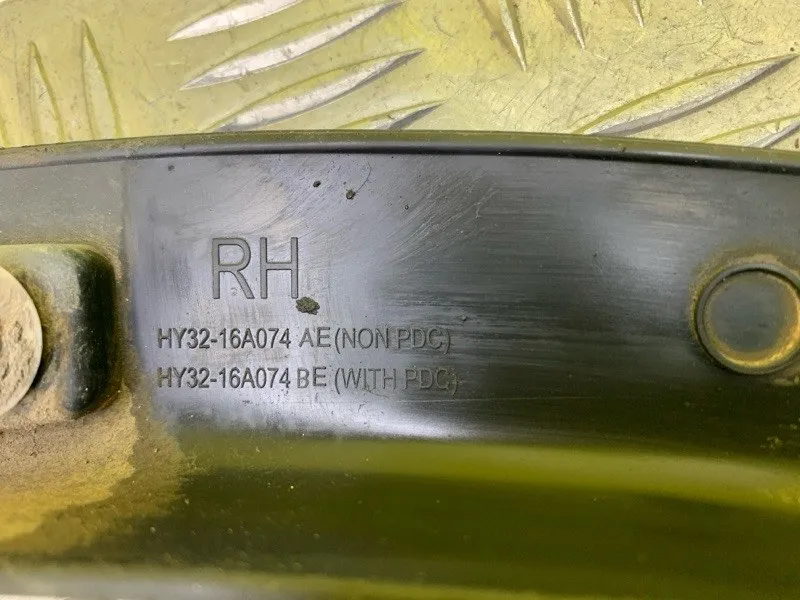 RH
HY32-16A074 AE (NON PDC)
HY32-16A074 BE (WITH PDC)